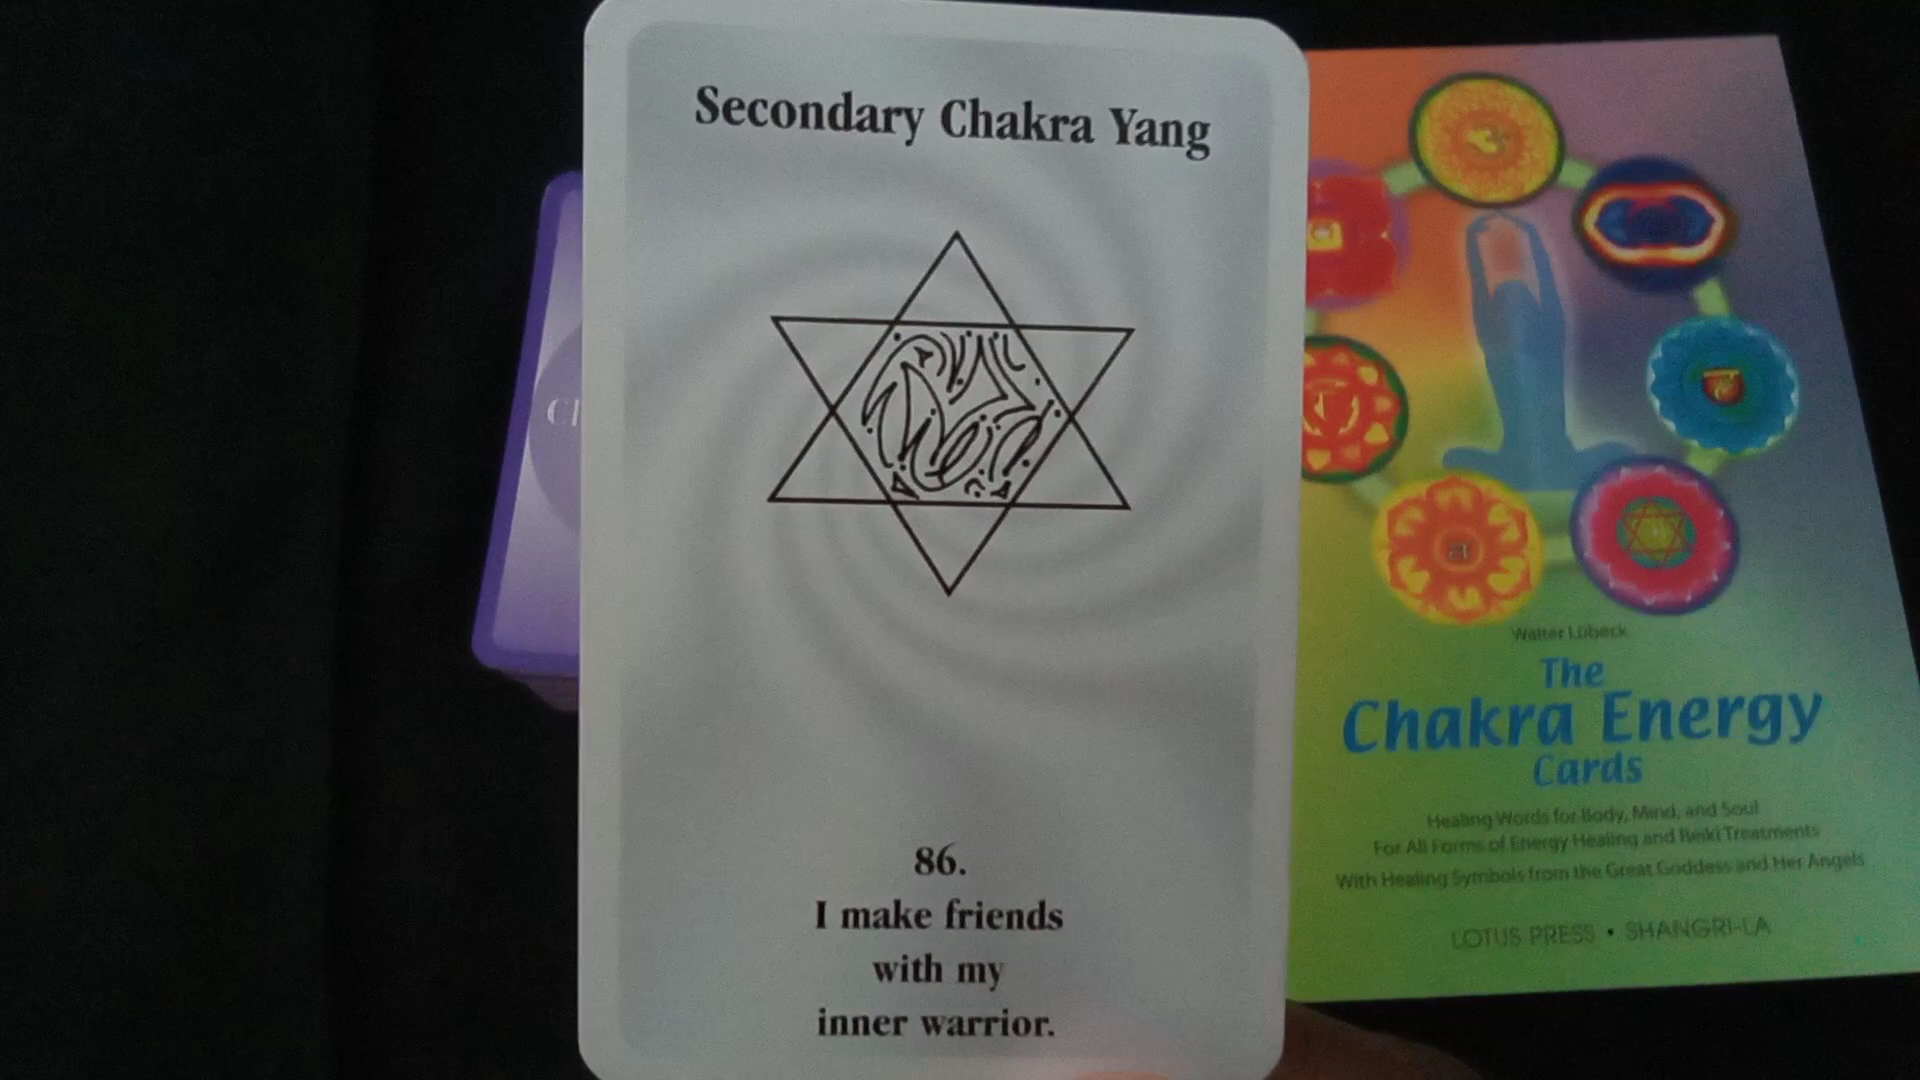 Secondary Chakra Yang
86.
I make friends
with my
inner warrior.
Walter Lübeck
The
Chakra Energy
Cards
Healing Words for Body, Mind, and Soul
For All Forms of Energy Healing and Reiki Treatments
With Healing Symbols from the Great Goddess and Her Angels
LOTUS PRESS • SHANGRI-LA